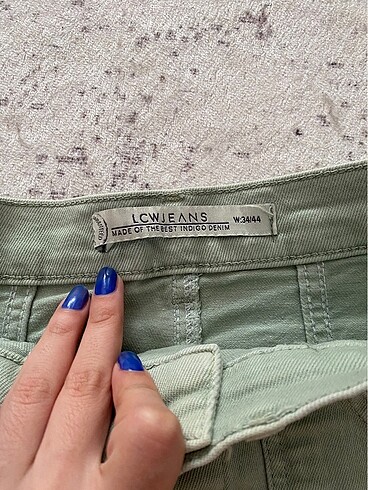 LCWJEANS
W:34/44
MADE OF THE BEST INDIGO DENIM